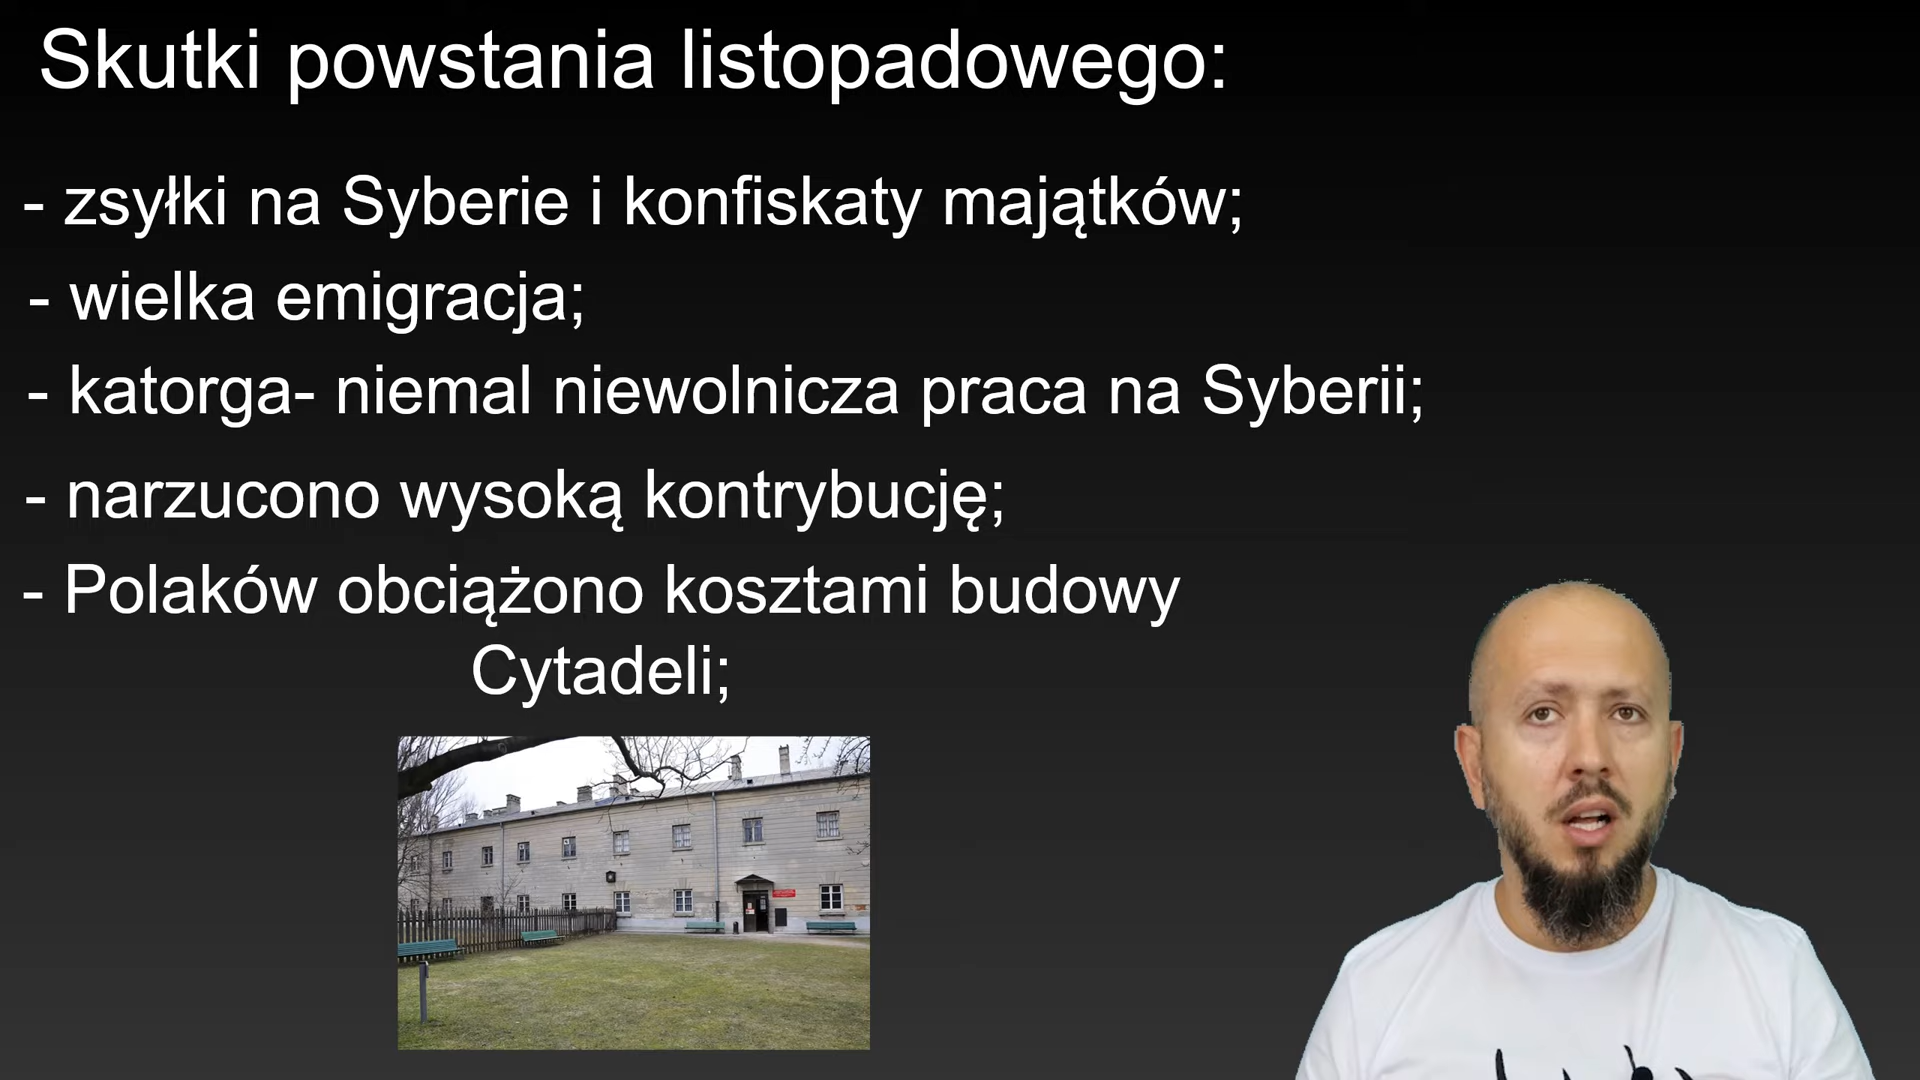 Skutki powstania listopadowego:
- zsyłki na Syberie i konfiskaty majątków;
- wielka emigracja;
- katorga- niemal niewolnicza praca na Syberii;
- narzucono wysoką kontrybucję;
- Polaków obciążono kosztami budowy
Cytadeli;